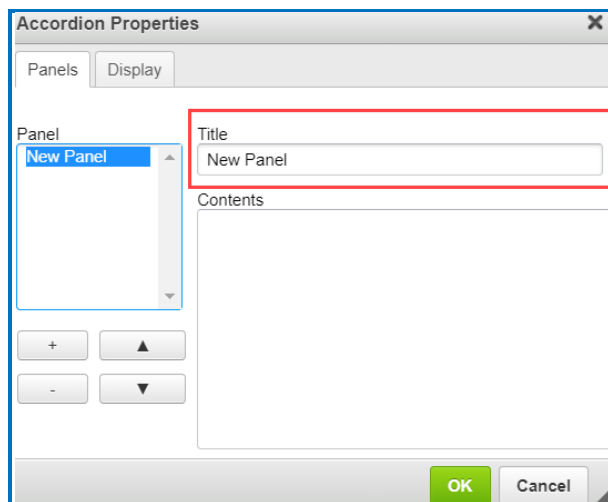 Accordion Properties
Panels Display
Panel
New Panel
Title
New Panel
Contents
+ ▲
- ▼
OK Cancel